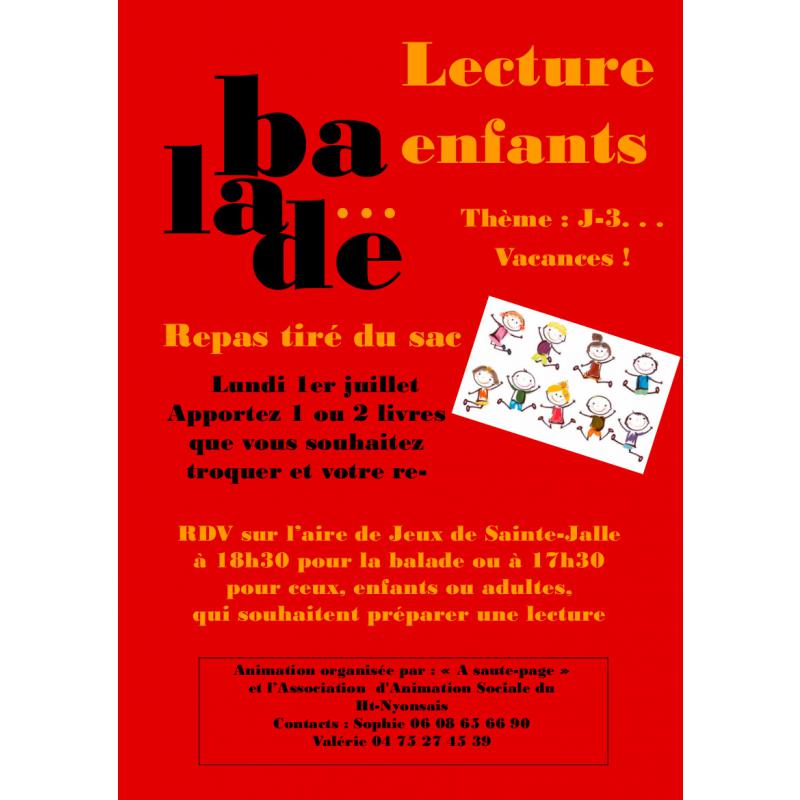 Lecture
enfants
ba
la...
de
Thème : J-3. . .
Vacances !
Repas tiré du sac
Lundi 1er juillet
Apportez 1 ou 2 livres
que vous souhaitez
troquer et votre re-
RDV sur l'aire de Jeux de Sainte-Jalle
à 18h30 pour la balade ou à 17h30
pour ceux, enfants ou adultes,
qui souhaitent préparer une lecture
Animation organisée par : « A saute-page »
et l'Association d'Animation Sociale du
Ht-Nyonsais
Contacts : Sophie 06 08 65 66 90
Valérie 04 75 27 45 39